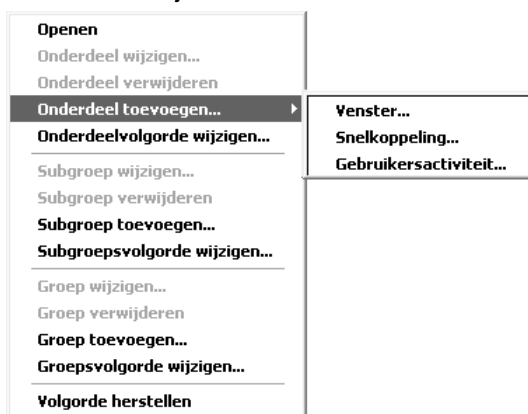 Openen
Onderdeel wijzigen...
Onderdeel verwijderen
Onderdeel toevoegen...
Onderdeelvolgorde wijzigen...
Subgroep wijzigen...
Subgroep verwijderen
Subgroep toevoegen...
Subgroepsvolgorde wijzigen...
Groep wijzigen...
Groep verwijderen
Groep toevoegen...
Groepsvolgorde wijzigen...
Volgorde herstellen
Venster...
Snelkoppeling...
Gebruikersactiviteit...